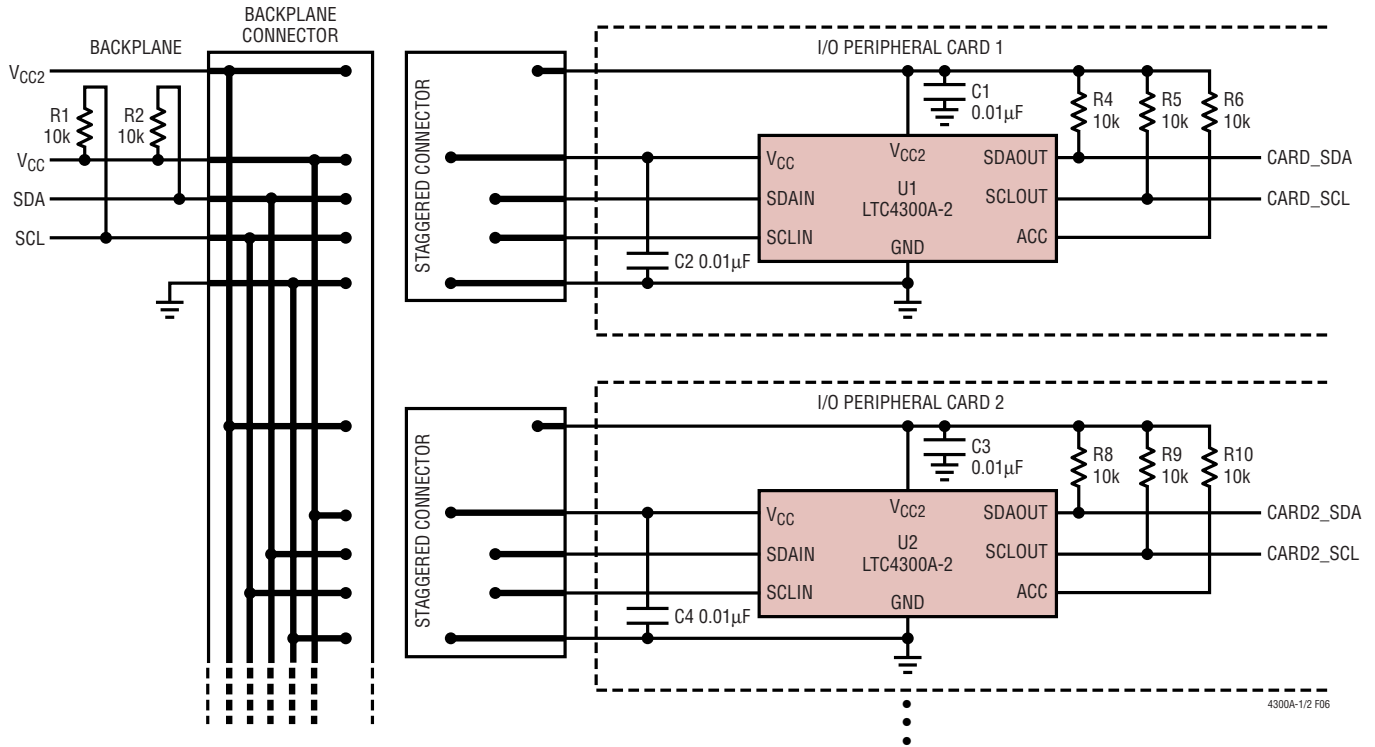 BACKPLANE
CONNECTOR
BACKPLANE
VCC2
R1
10k
R2
10k
VCC
SDA
SCL
STAGGERED CONNECTOR
I/O PERIPHERAL CARD 1
C1
0.01µF
R4
10k
R5
10k
R6
10k
VCC
VCC2
SDAOUT
CARD_SDA
SDAIN
U1
LTC4300A-2
SCLOUT
CARD_SCL
SCLIN
GND
ACC
C2 0.01µF
STAGGERED CONNECTOR
I/O PERIPHERAL CARD 2
C3
0.01µF
R8
10k
R9
10k
R10
10k
VCC
VCC2
SDAOUT
CARD2_SDA
SDAIN
U2
LTC4300A-2
SCLOUT
CARD2_SCL
SCLIN
GND
ACC
C4 0.01µF
4300A-1/2 F06